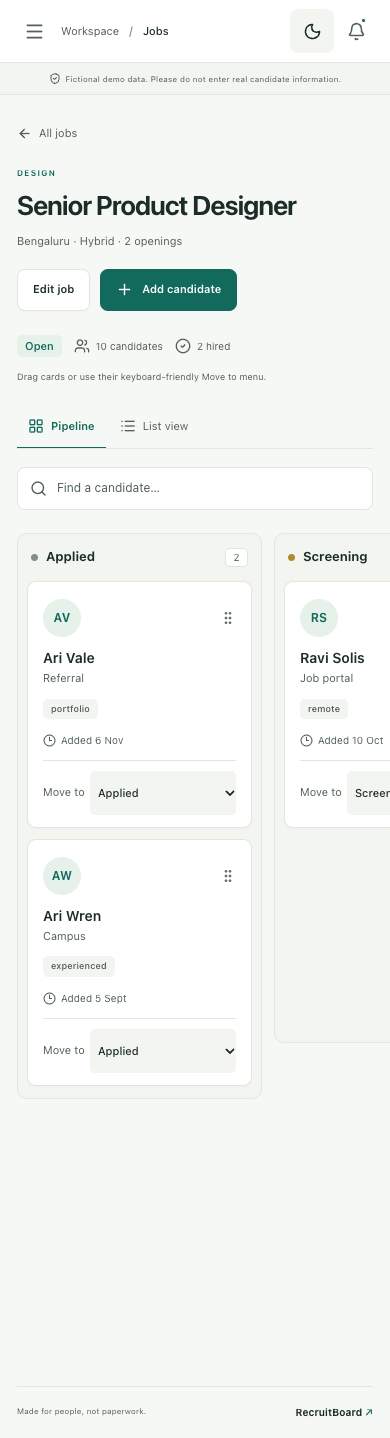 Workspace / Jobs
Fictional demo data. Please do not enter real candidate information.
All jobs
DESIGN
Senior Product Designer
Bengaluru · Hybrid · 2 openings
Edit job
Add candidate
Open 10 candidates 2 hired
Drag cards or use their keyboard-friendly Move to menu.
Pipeline List view
Find a candidate...
Applied 2
AV
Ari Vale
Referral
portfolio
Added 6 Nov
Move to Applied
AW
Ari Wren
Campus
experienced
Added 5 Sept
Move to Applied
Screening
RS
Ravi Solis
Job portal
remote
Added 10 Oct
Move to Screen
Made for people, not paperwork.
RecruitBoard ↗